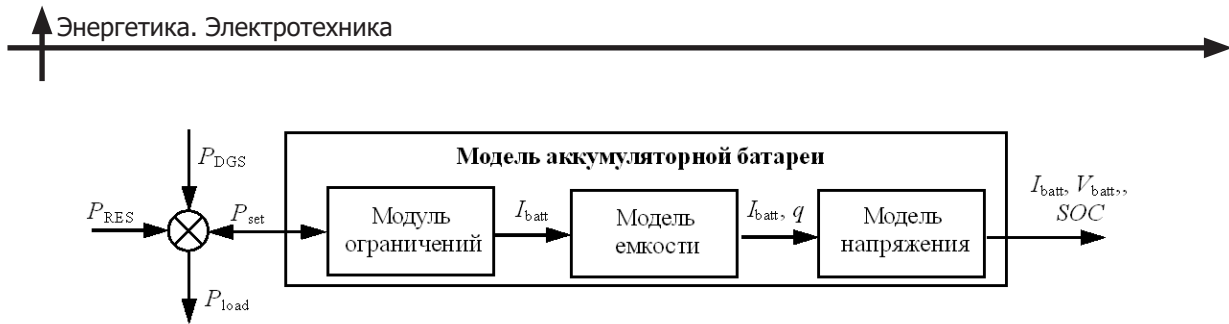 Энергетика. Электротехника
P_DGS
Модель аккумуляторной батареи
P_RES
P_set
Модуль
ограничений
I_batt
Модель
емкости
I_batt, q
Модель
напряжения
I_batt, V_batt,,
SOC
P_load